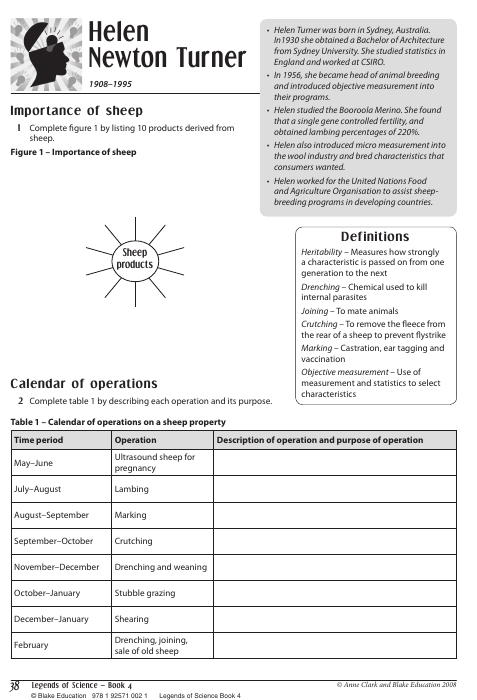 Helen
Newton Turner
1908–1995
• Helen Turner was born in Sydney, Australia.
In1930 she obtained a Bachelor of Architecture
from Sydney University. She studied statistics in
England and worked at CSIRO.
• In 1956, she became head of animal breeding
and introduced objective measurement into
their programs.
• Helen studied the Booroola Merino. She found
that a single gene controlled fertility, and
obtained lambing percentages of 220%.
• Helen also introduced micro measurement into
the wool industry and bred characteristics that
consumers wanted.
• Helen worked for the United Nations Food
and Agriculture Organisation to assist sheep-
breeding programs in developing countries.
Importance of sheep
1 Complete figure 1 by listing 10 products derived from
sheep.
Figure 1 – Importance of sheep
Sheep
products
Definitions
Heritability – Measures how strongly
a characteristic is passed on from one
generation to the next
Drenching – Chemical used to kill
internal parasites
Joining – To mate animals
Crutching – To remove the fleece from
the rear of a sheep to prevent flystrike
Marking – Castration, ear tagging and
vaccination
Objective measurement – Use of
measurement and statistics to select
characteristics
Calendar of operations
2 Complete table 1 by describing each operation and its purpose.
Table 1 – Calendar of operations on a sheep property
Time period Operation Description of operation and purpose of operation
May–June Ultrasound sheep for
pregnancy
July–August Lambing
August–September Marking
September–October Crutching
November–December Drenching and weaning
October–January Stubble grazing
December–January Shearing
February Drenching, joining,
sale of old sheep
38 Legends of Science – Book 4 © Anne Clark and Blake Education 2008
© Blake Education 978 1 92571 002 1 Legends of Science Book 4